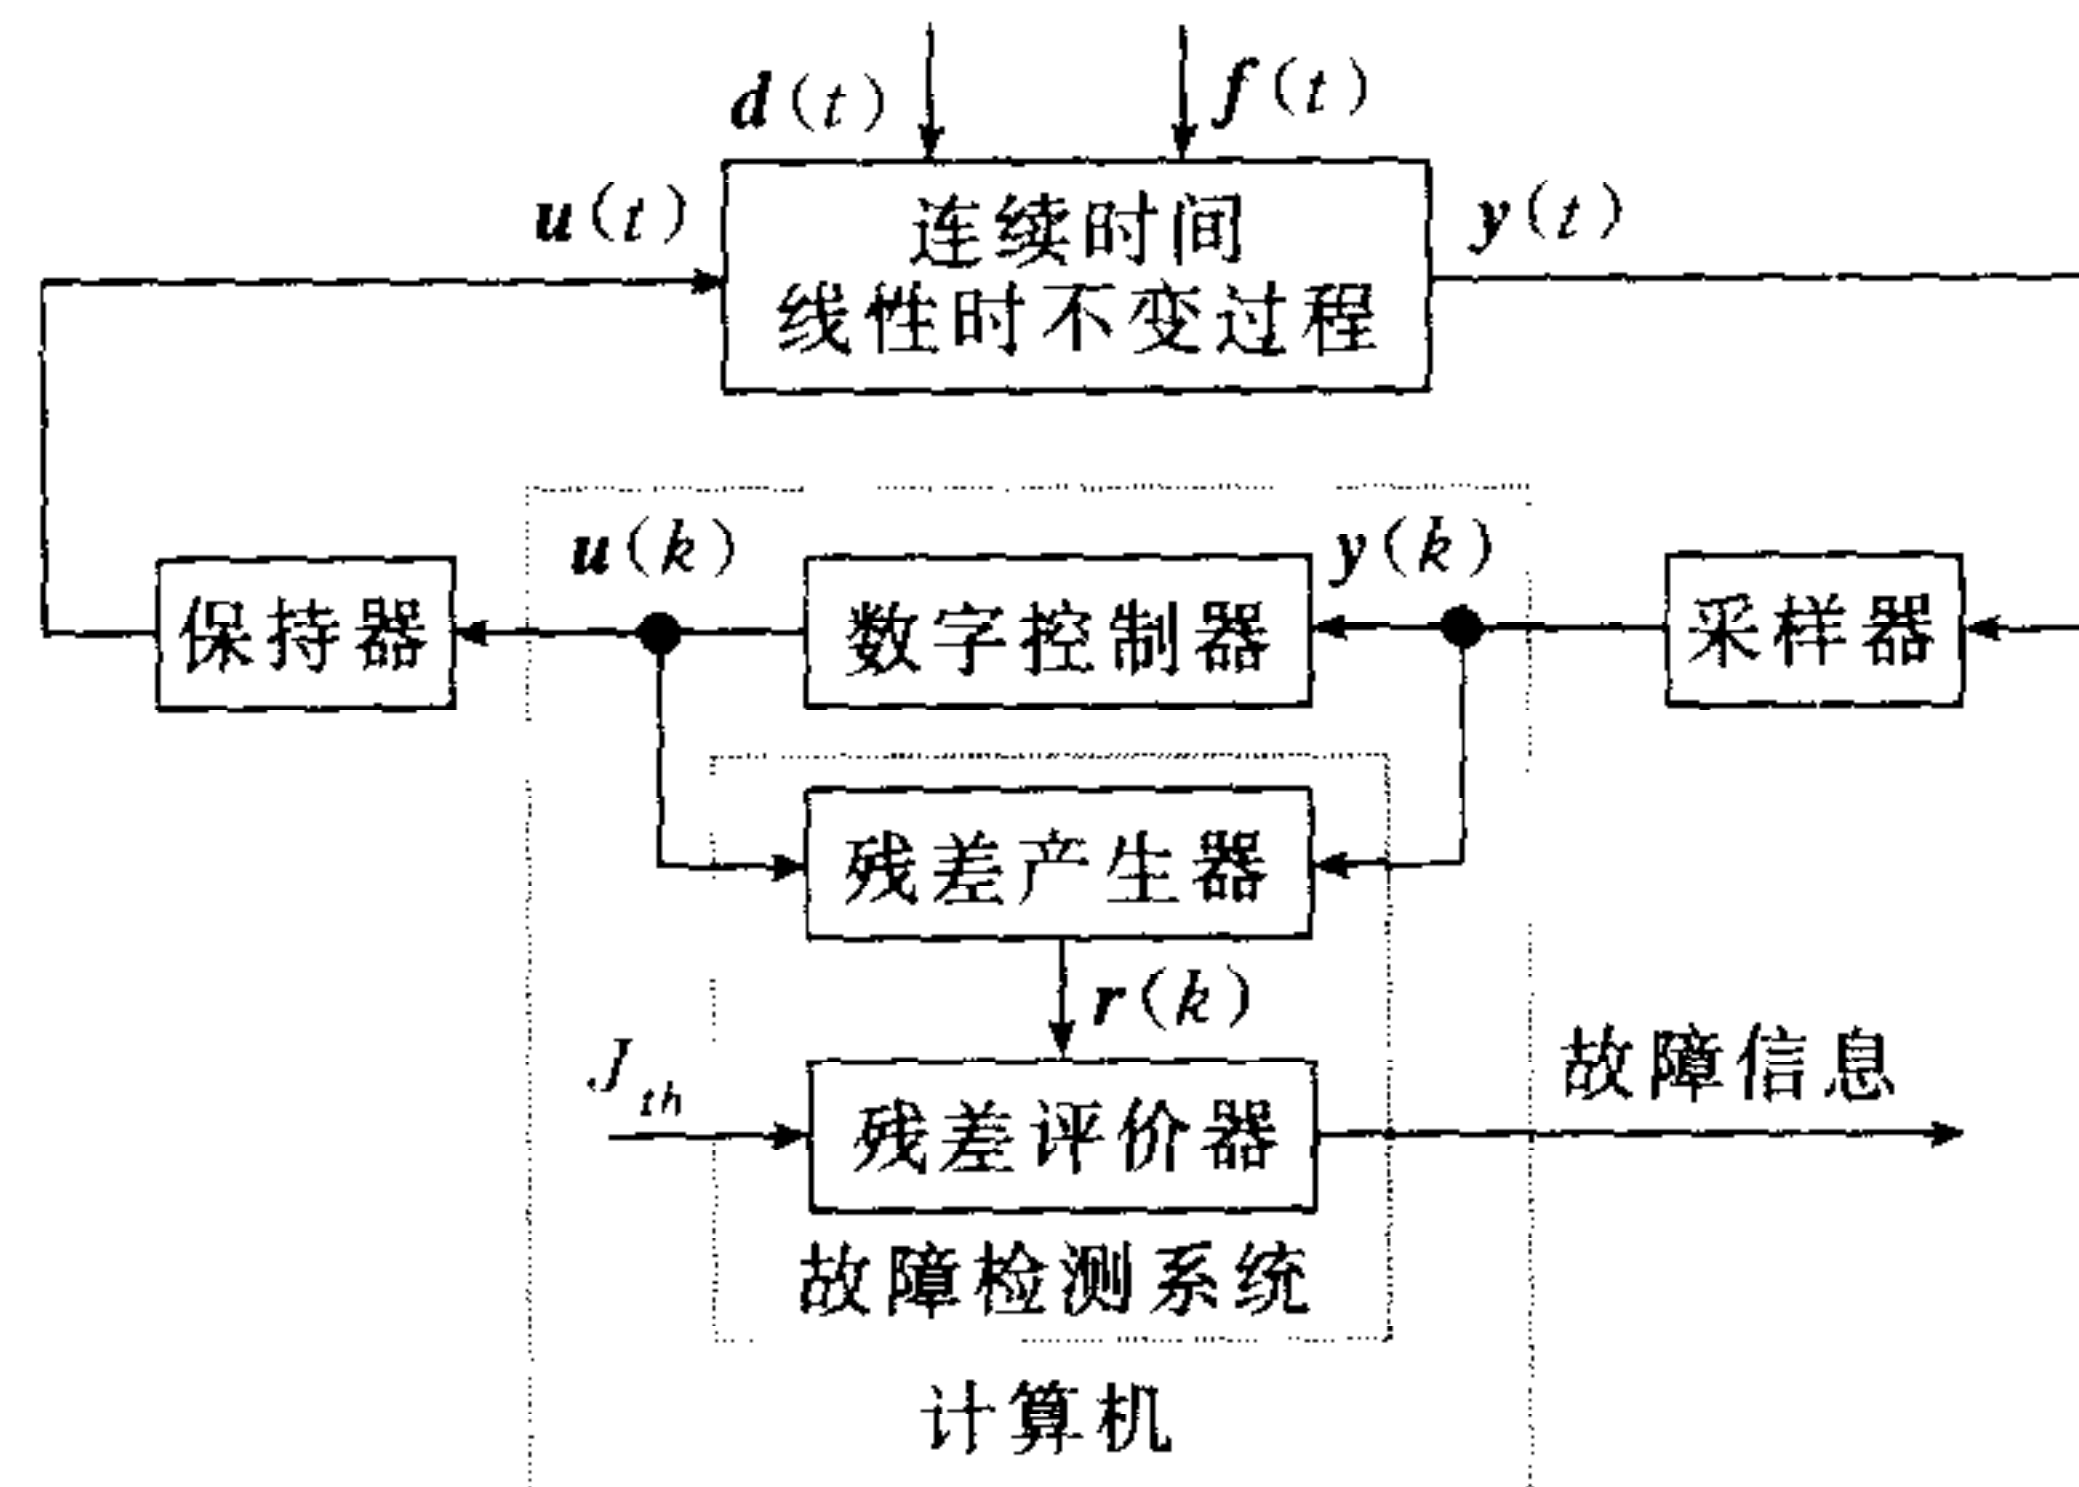 d(t)
f(t)
u(t)
连续时间
线性时不变过程
y(t)
保持器
u(k)
数字控制器
y(k)
采样器
残差产生器
r(k)
J_{th}
残差评价器
故障信息
故障检测系统
计算机